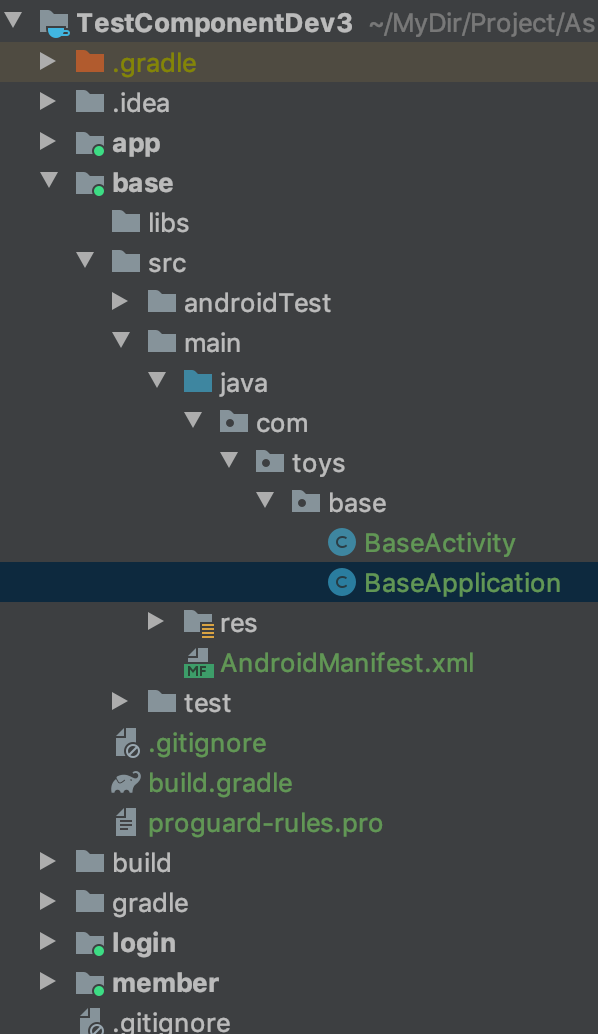 TestComponentDev3 ~/MyDir/Project/As
.gradle
.idea
app
base
libs
src
androidTest
main
java
com
toys
base
C BaseActivity
C BaseApplication
res
MF AndroidManifest.xml
test
.gitignore
build.gradle
proguard-rules.pro
build
gradle
login
member
.gitignore